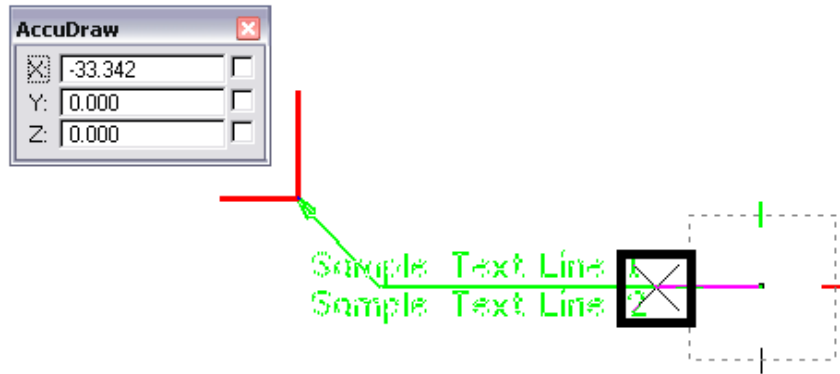 AccuDraw
X: -33.342
Y: 0.000
Z: 0.000
Sample Text Line 1
Sample Text Line 2